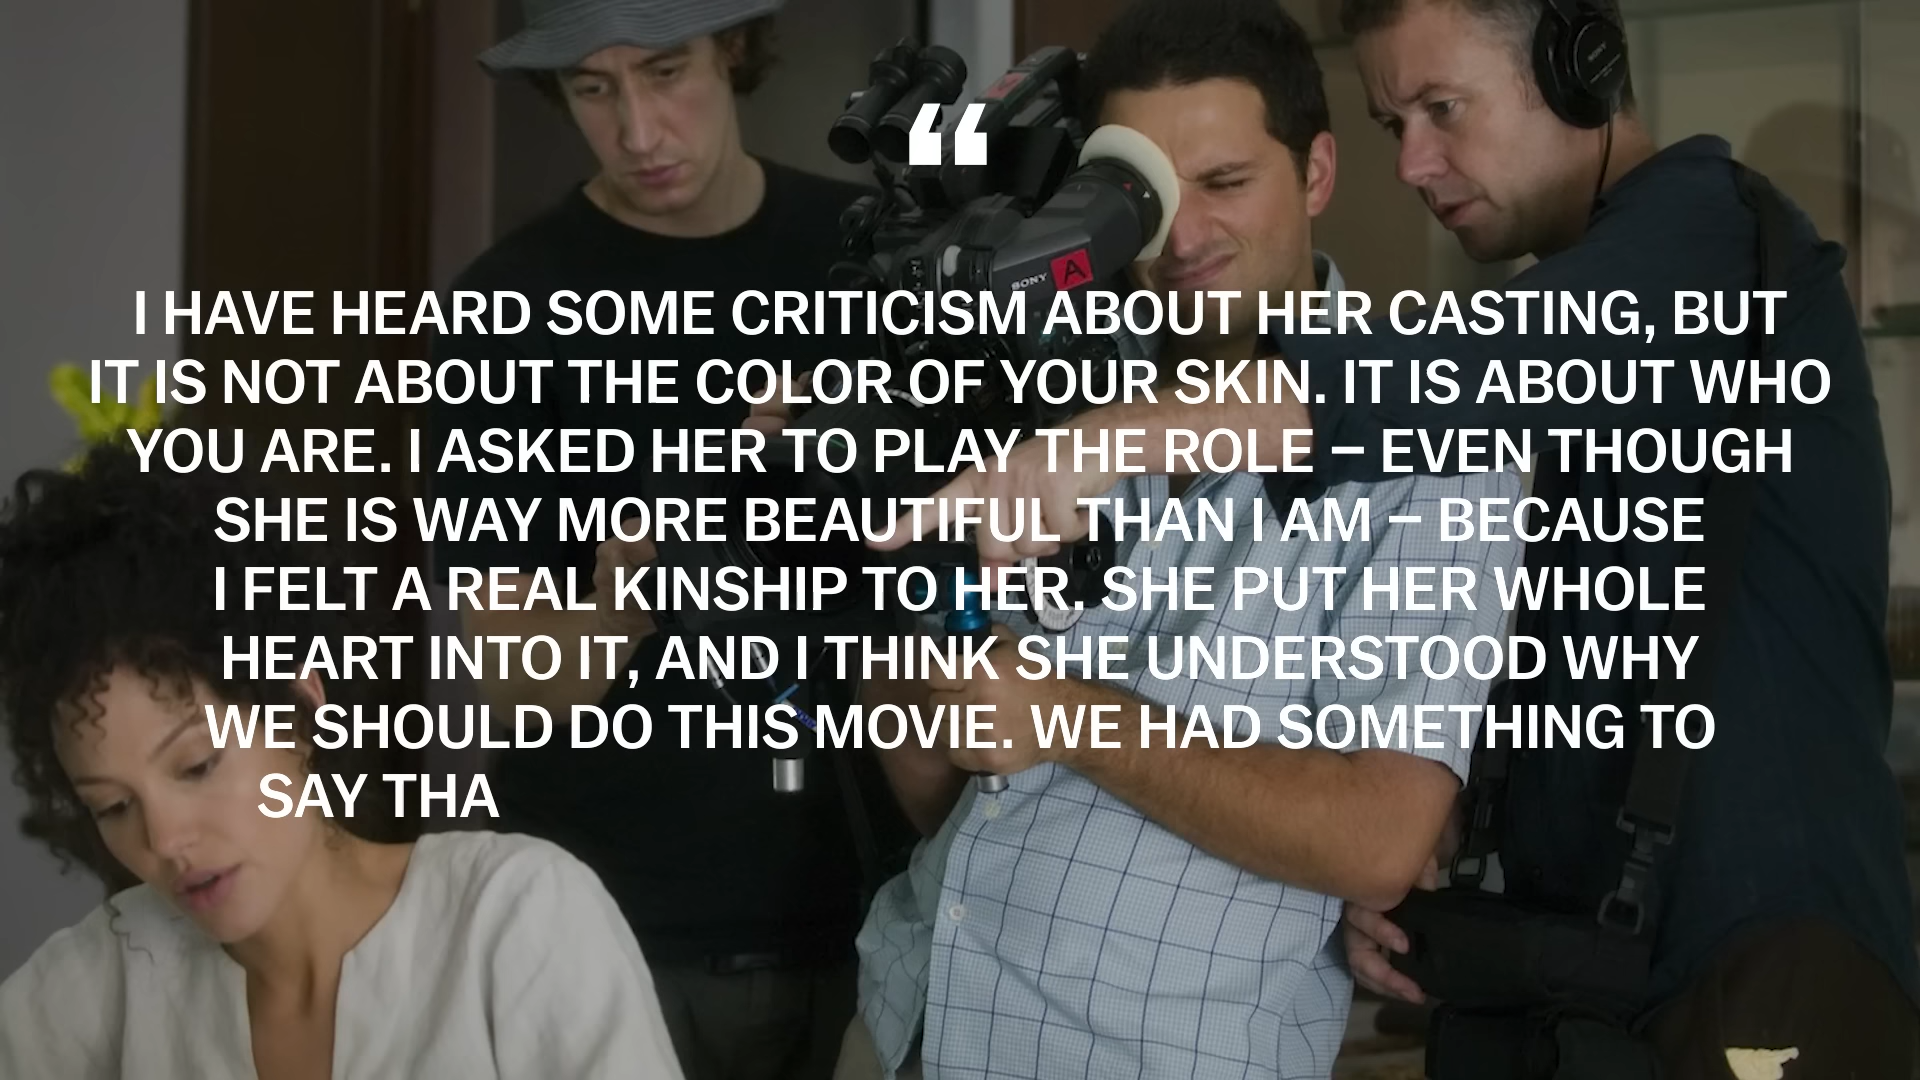 “
I HAVE HEARD SOME CRITICISM ABOUT HER CASTING, BUT
IT IS NOT ABOUT THE COLOR OF YOUR SKIN. IT IS ABOUT WHO
YOU ARE. I ASKED HER TO PLAY THE ROLE – EVEN THOUGH
SHE IS WAY MORE BEAUTIFUL THAN I AM – BECAUSE
I FELT A REAL KINSHIP TO HER. SHE PUT HER WHOLE
HEART INTO IT, AND I THINK SHE UNDERSTOOD WHY
WE SHOULD DO THIS MOVIE. WE HAD SOMETHING TO
SAY THA
SONY
A
SONY